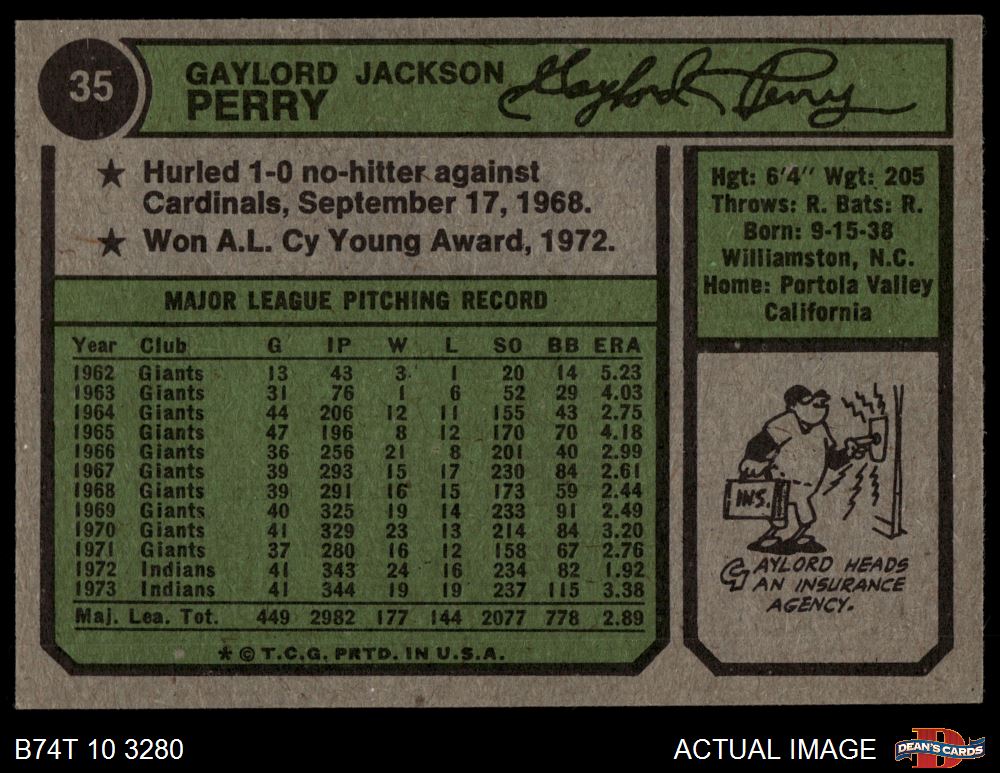 35
GAYLORD JACKSON
PERRY
Gaylord Perry
★ Hurled 1-0 no-hitter against
Cardinals, September 17, 1968.
★ Won A.L. Cy Young Award, 1972.
Hgt: 6'4" Wgt: 205
Throws: R. Bats: R.
Born: 9-15-38
Williamston, N.C.
Home: Portola Valley
California
MAJOR LEAGUE PITCHING RECORD
Year Club G IP W L SO BB ERA
1962 Giants 13 43 3 1 20 14 5.23
1963 Giants 31 76 1 6 52 29 4.03
1964 Giants 44 206 12 11 155 43 2.75
1965 Giants 47 196 8 12 170 70 4.18
1966 Giants 36 256 21 8 201 40 2.99
1967 Giants 39 293 15 17 230 84 2.61
1968 Giants 39 291 16 15 173 59 2.44
1969 Giants 40 325 19 14 233 91 2.49
1970 Giants 41 329 23 13 214 84 3.20
1971 Giants 37 280 16 12 158 67 2.76
1972 Indians 41 343 24 16 234 82 1.92
1973 Indians 41 344 19 19 237 115 3.38
Maj. Lea. Tot. 449 2982 177 144 2077 778 2.89
* © T.C.G. PRTD. IN U.S.A.
INS.
GAYLORD HEADS
AN INSURANCE
AGENCY.
B74T 10 3280
ACTUAL IMAGE
DEAN'S CARDS